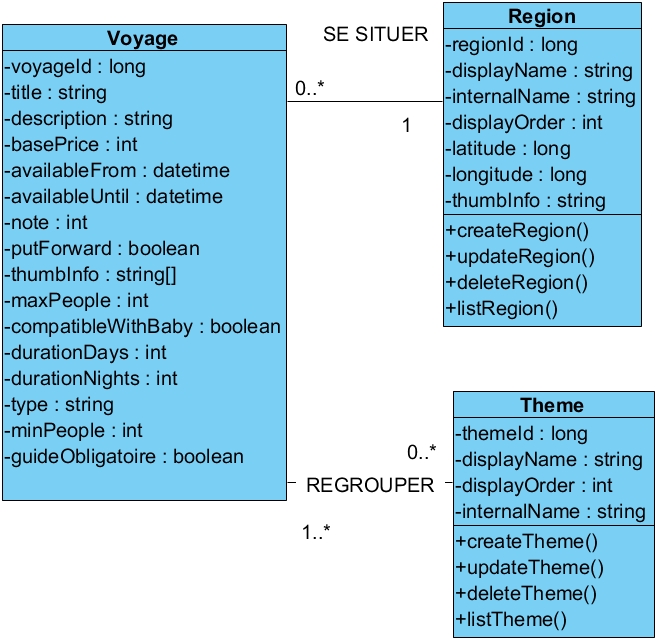 Voyage
-voyageId : long
-title : string
-description : string
-basePrice : int
-availableFrom : datetime
-availableUntil : datetime
-note : int
-putForward : boolean
-thumbInfo : string[]
-maxPeople : int
-compatibleWithBaby : boolean
-durationDays : int
-durationNights : int
-type : string
-minPeople : int
-guideObligatoire : boolean
SE SITUER
0..*
1
Region
-regionId : long
-displayName : string
-internalName : string
-displayOrder : int
-latitude : long
-longitude : long
-thumbInfo : string
+createRegion()
+updateRegion()
+deleteRegion()
+listRegion()
0..*
REGROUPER
1..*
Theme
-themeId : long
-displayName : string
-displayOrder : int
-internalName : string
+createTheme()
+updateTheme()
+deleteTheme()
+listTheme()